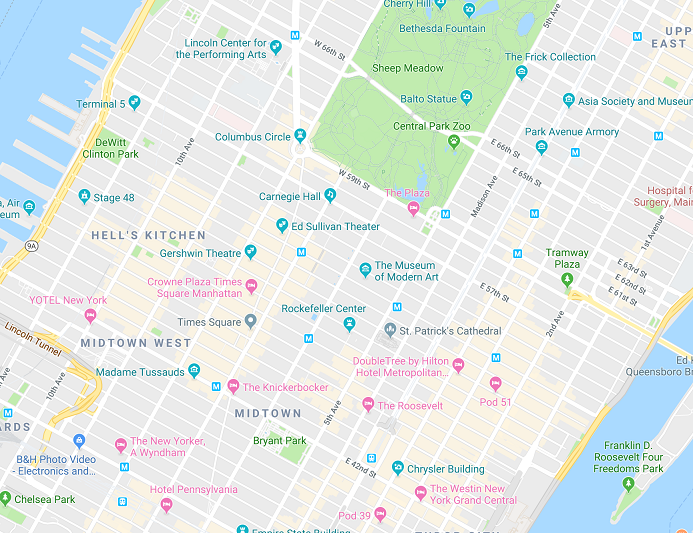 Cherry Hill
Bethesda Fountain
5th Ave
UPP
EAST
Lincoln Center for
the Performing Arts
W 66th St
The Frick Collection
Sheep Meadow
Terminal 5
Balto Statue
Asia Society and Museum
Columbus Circle
Central Park Zoo
Park Avenue Armory
DeWitt
Clinton Park
10th Ave
E 66th St
E 65th St
W 59th St
Madison Ave
Stage 48
Carnegie Hall
The Plaza
Hospital f
Surgery, Main
, Air
eum
Ed Sullivan Theater
1st Avenue
HELL'S KITCHEN
9A
Gershwin Theatre
Tramway
Plaza
The Museum
of Modern Art
E 63rd St
E 62nd St
E 61st St
Crowne Plaza Times
Square Manhattan
E 57th St
YOTEL New York
Rockefeller Center
Times Square
St. Patrick's Cathedral
2nd Ave
Lincoln Tunnel
MIDTOWN WEST
DoubleTree by Hilton
Hotel Metropolitan...
Ed
Queensboro Br
Madame Tussauds
10th Ave
The Knickerbocker
Pod 51
The Roosevelt
5th Ave
MIDTOWN
ARDS
Bryant Park
The New Yorker,
A Wyndham
B&H Photo Video
- Electronics and...
E 42nd St
Chrysler Building
Franklin D.
Roosevelt Four
Freedoms Park
Chelsea Park
Hotel Pennsylvania
The Westin New
York Grand Central
Pod 39
Empire State Building